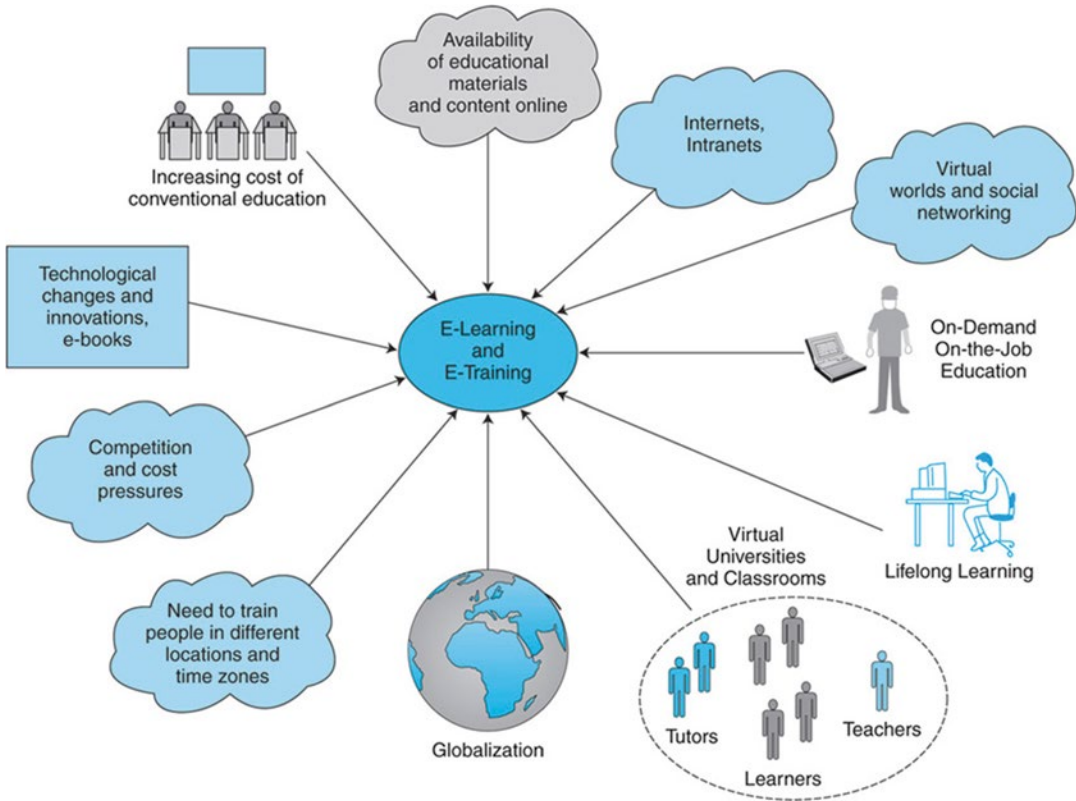 Availability
of educational
materials
and content online
Increasing cost of
conventional education
Internets,
Intranets
Virtual
worlds and social
networking
Technological
changes and
innovations,
e-books
E-Learning
and
E-Training
On-Demand
On-the-Job
Education
Competition
and cost
pressures
Lifelong Learning
Virtual
Universities
and Classrooms
Need to train
people in different
locations and
time zones
Globalization
Tutors
Learners
Teachers